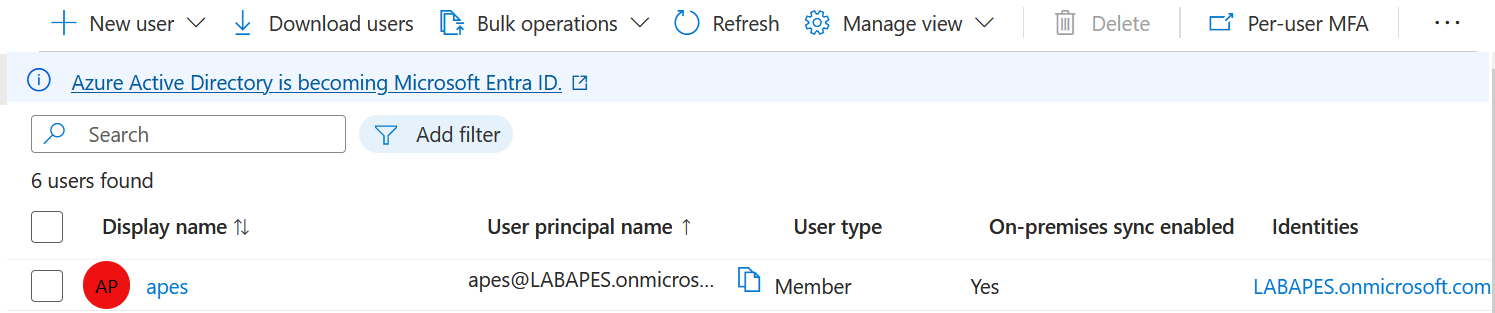 New user Download users Bulk operations Refresh Manage view Delete Per-user MFA ...
Azure Active Directory is becoming Microsoft Entra ID.
Search Add filter
6 users found
Display name User principal name User type On-premises sync enabled Identities
AP apes apes@LABAPES.onmicros... Member Yes LABAPES.onmicrosoft.com